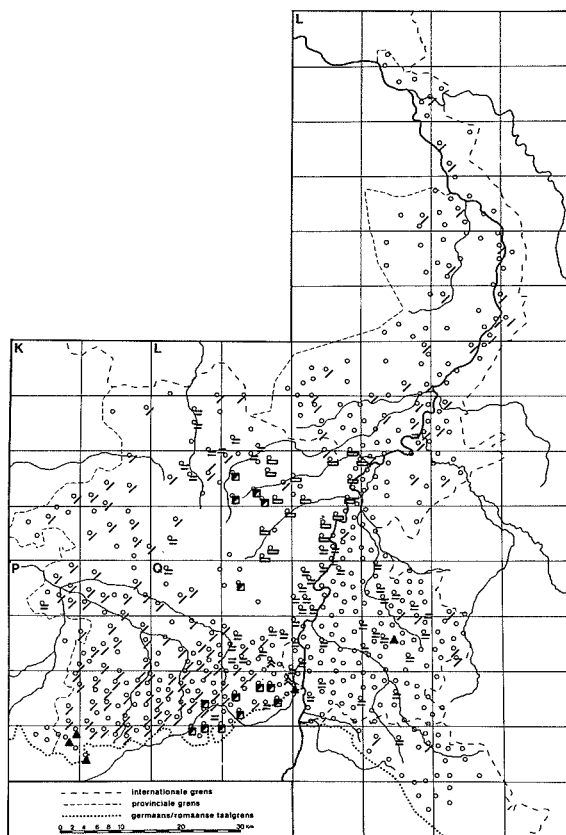 L
K
L
P
Q
internationale grens
provinciale grens
germaans/romaanse taalgrens
0 2 4 6 8 10 20 30 km